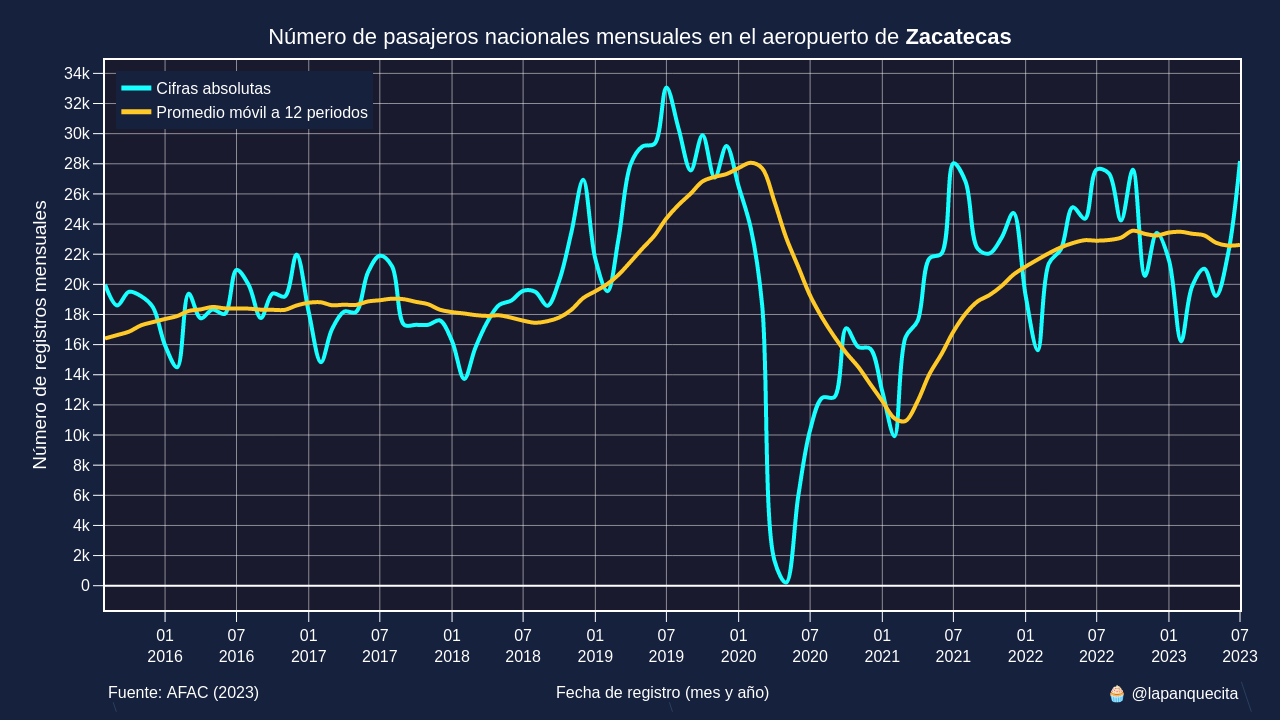 Número de pasajeros nacionales mensuales en el aeropuerto de Zacatecas
Cifras absolutas
Promedio móvil a 12 periodos
Número de registros mensuales
34k
32k
30k
28k
26k
24k
22k
20k
18k
16k
14k
12k
10k
8k
6k
4k
2k
0
01 07 01 07 01 07 01 07 01 07 01 07 01 07 01 07
2016 2016 2017 2017 2018 2018 2019 2019 2020 2020 2021 2021 2022 2022 2023 2023
Fuente: AFAC (2023)
Fecha de registro (mes y año)
🧁 @lapanquecita